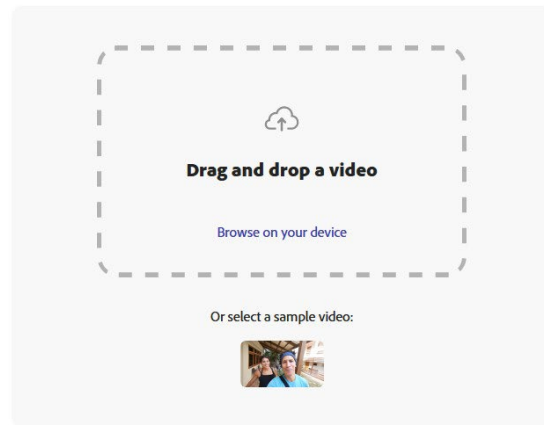 Drag and drop a video
Browse on your device
Or select a sample video: